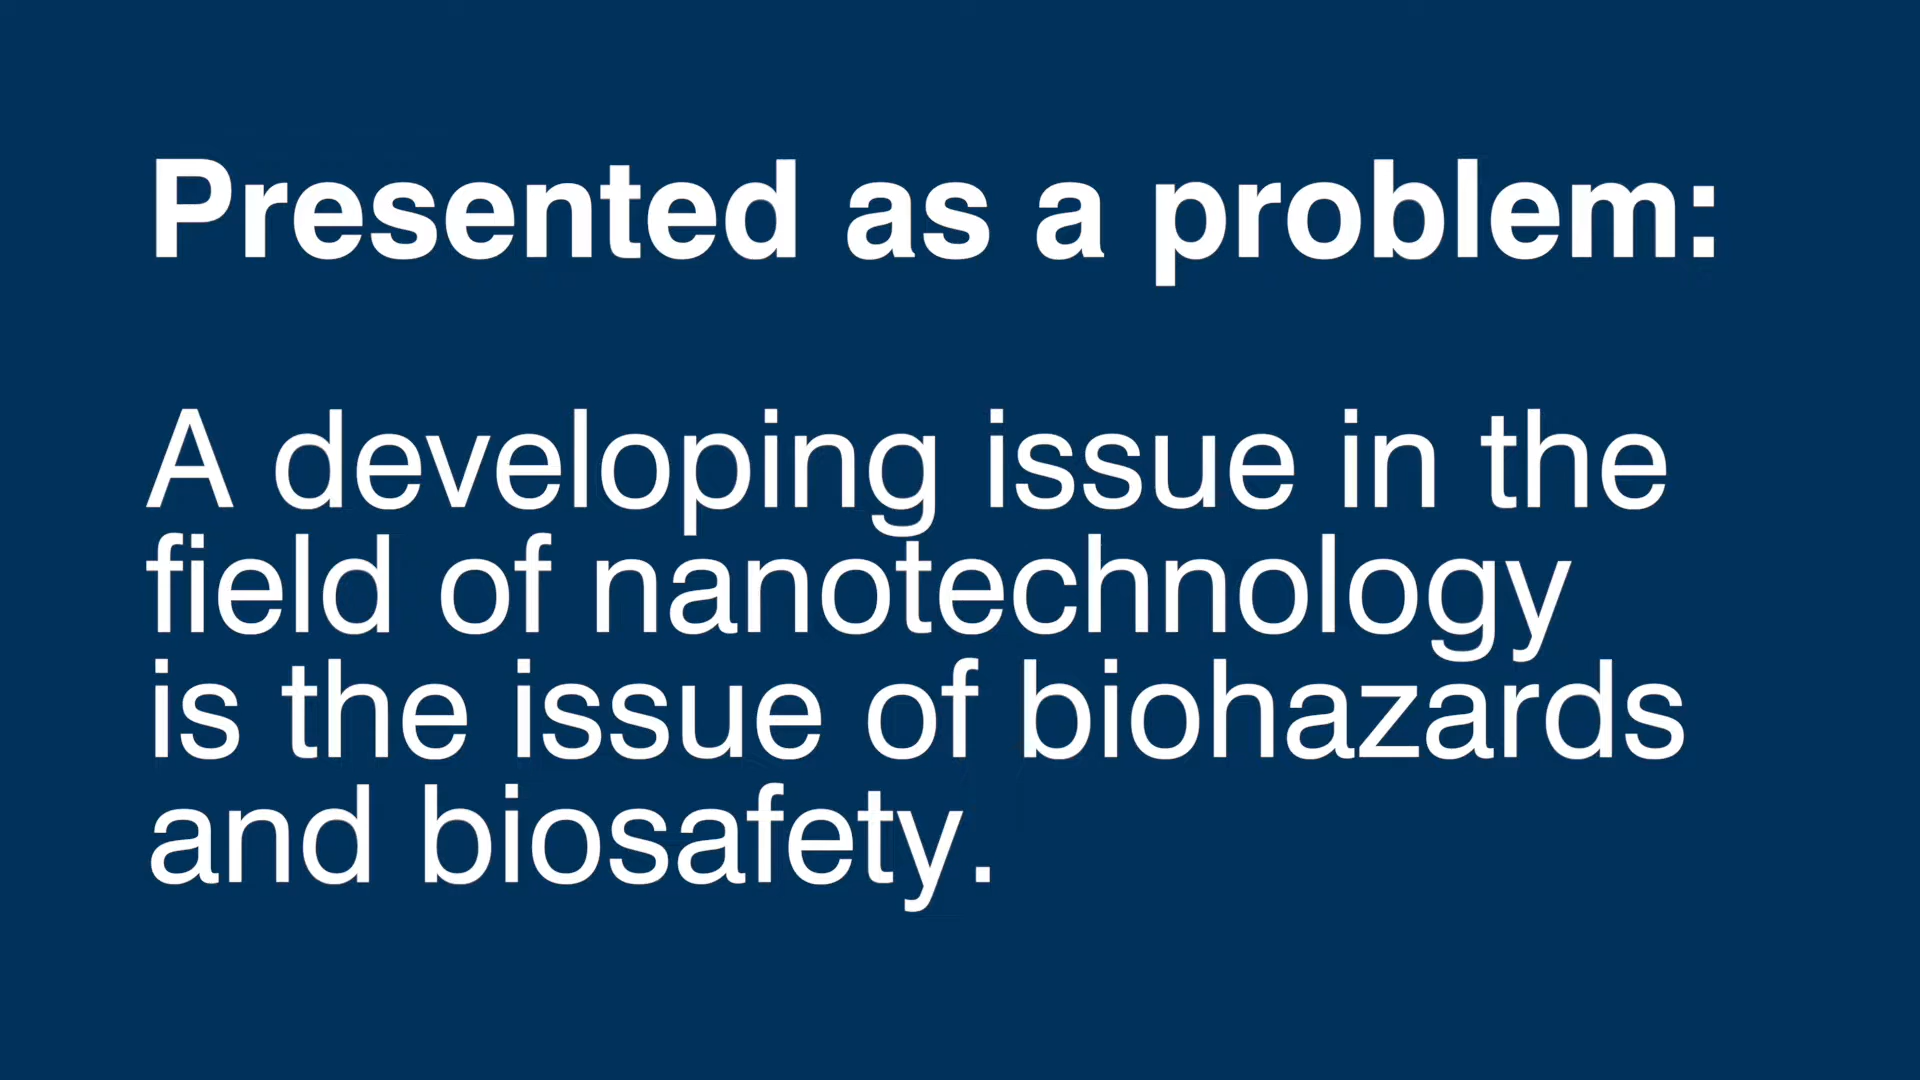 Presented as a problem:
A developing issue in the
field of nanotechnology
is the issue of biohazards
and biosafety.